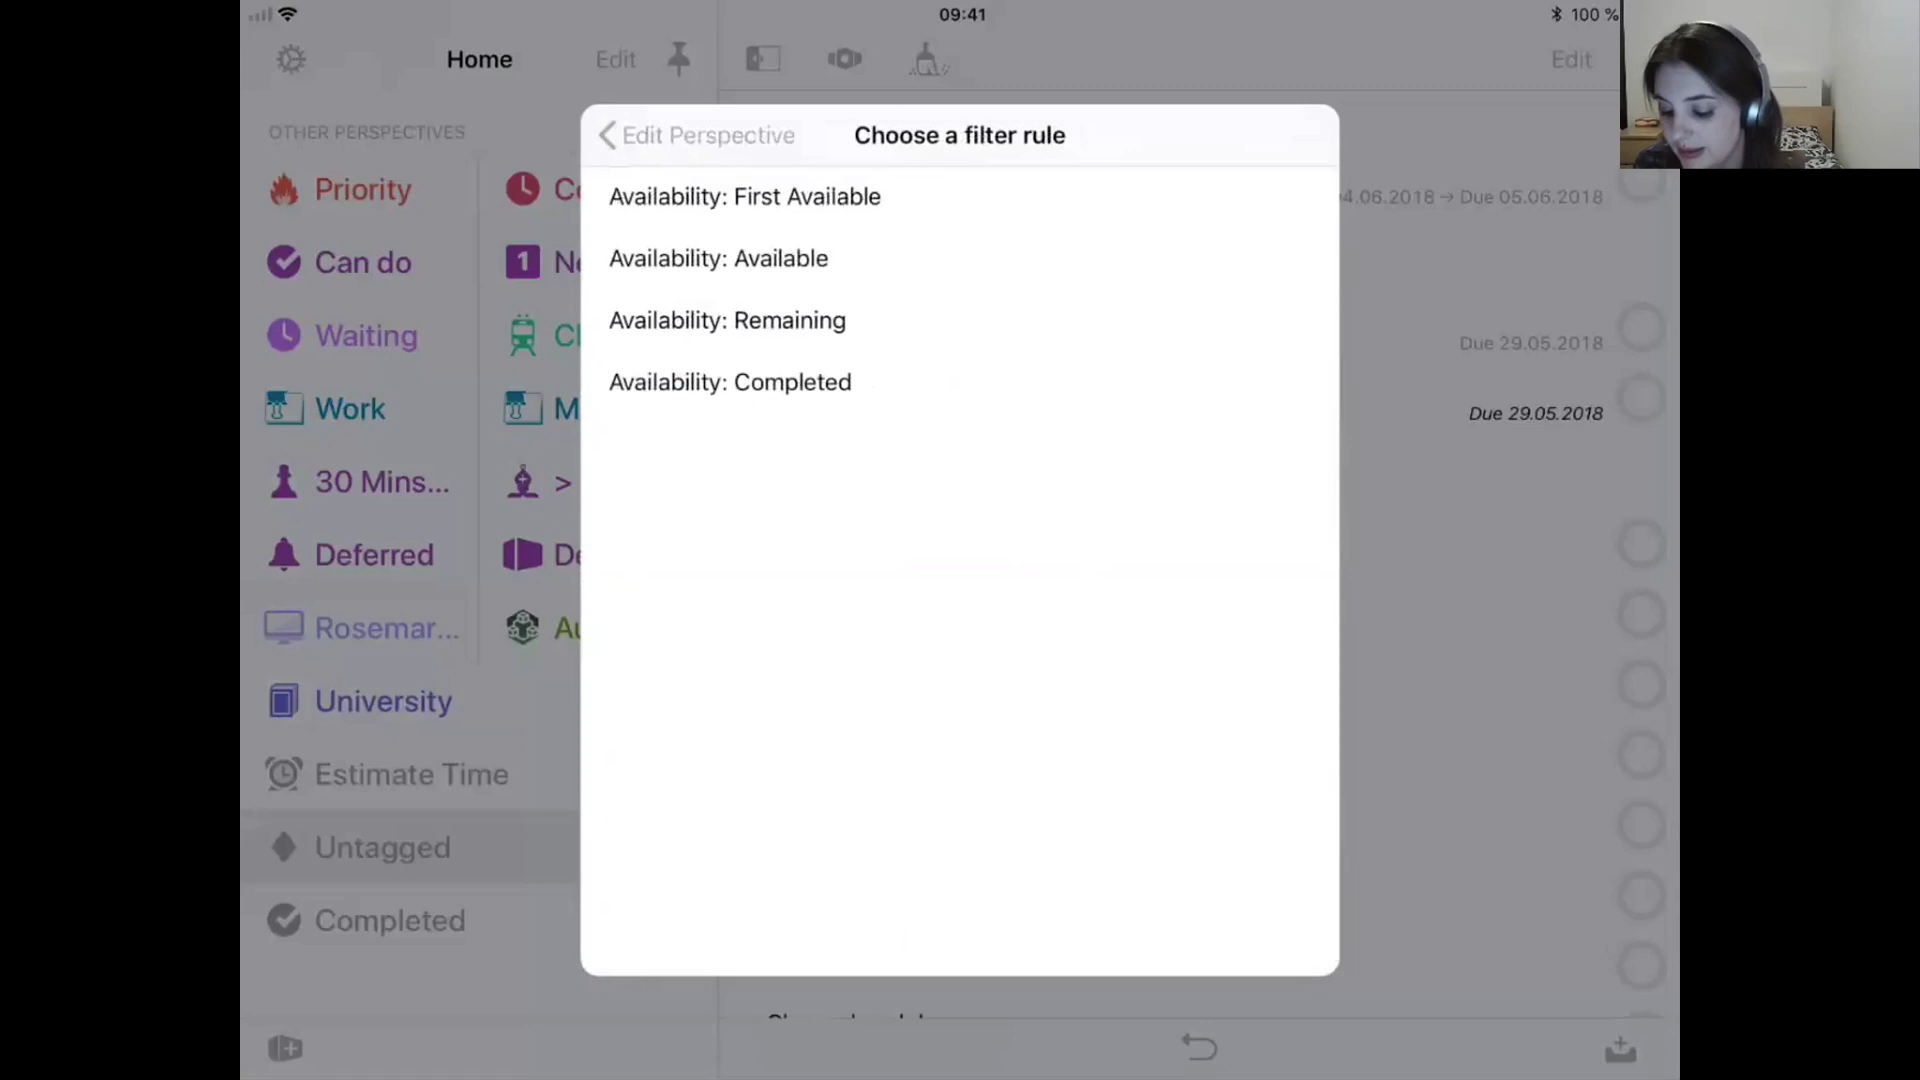 09:41
100 %
Home
Edit
Edit
OTHER PERSPECTIVES
Priority
Can do
Waiting
Work
30 Mins...
>
Deferred
Rosemar...
University
Estimate Time
Untagged
Completed
Edit Perspective
Choose a filter rule
Availability: First Available
Availability: Available
Availability: Remaining
Availability: Completed
4.06.2018 → Due 05.06.2018
Due 29.05.2018
Due 29.05.2018